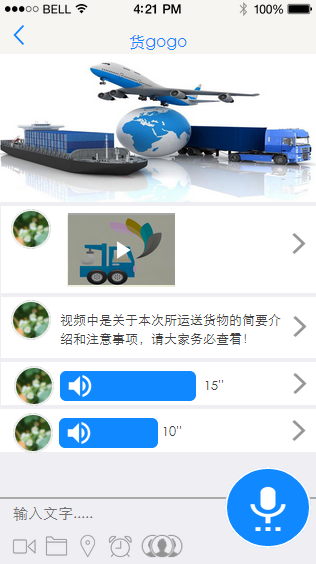 BELL 4:21 PM 100%
货gogo
视频中是关于本次所运送货物的简要介
绍和注意事项，请大家务必查看！
15''
10''
输入文字.....